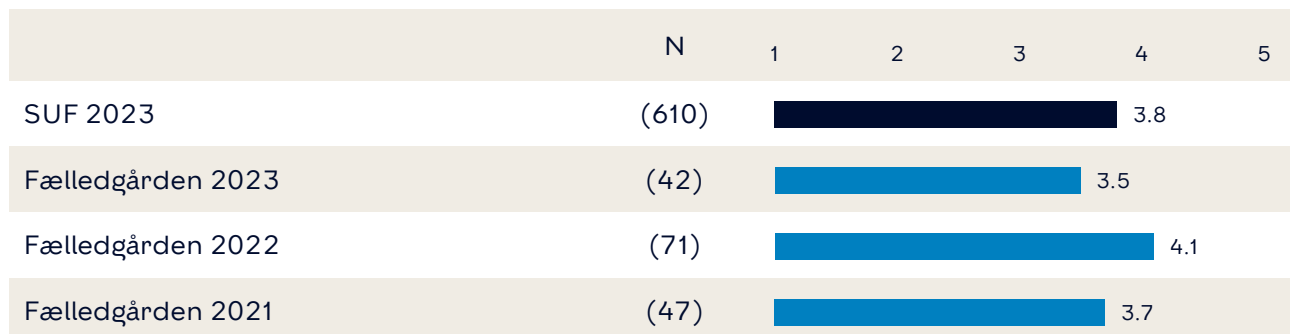 N 1 2 3 4 5
SUF 2023 (610) 3.8
Fælledgården 2023 (42) 3.5
Fælledgården 2022 (71) 4.1
Fælledgården 2021 (47) 3.7